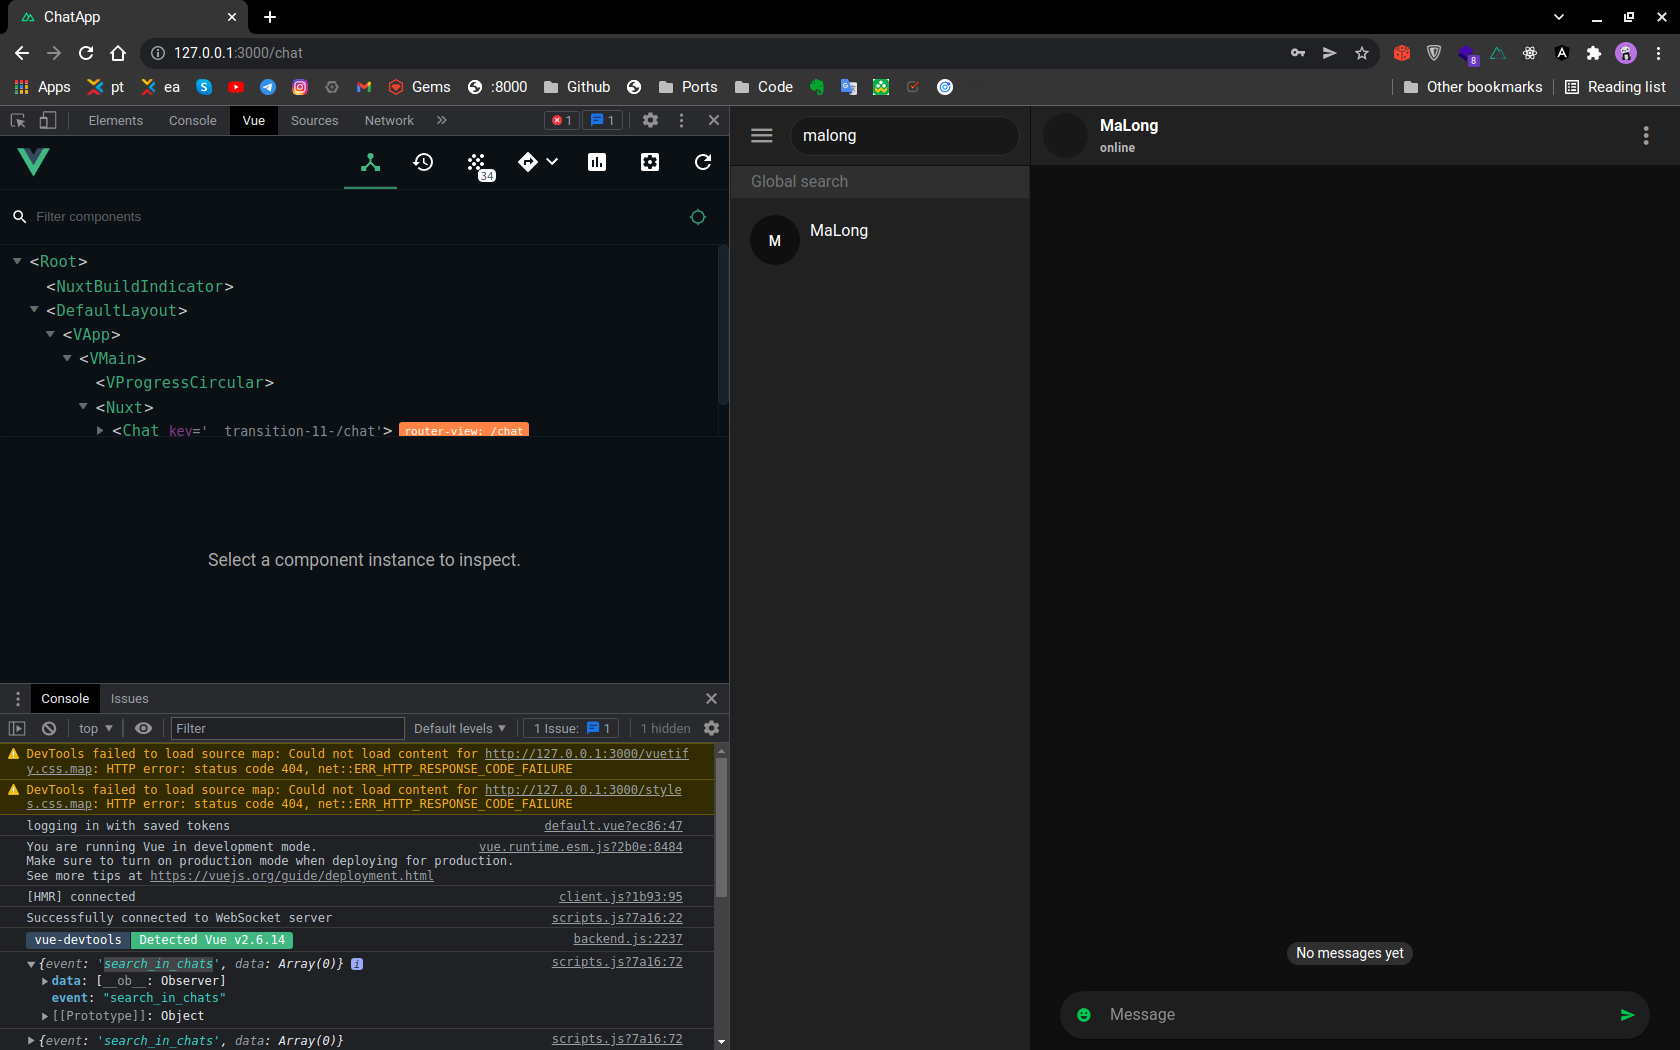 ChatApp
127.0.0.1:3000/chat
8
Apps
pt
ea
Gems
:8000
Github
Ports
Code
Other bookmarks
Reading list
Elements
Console
Vue
Sources
Network
1
1
34
Filter components
<Root>
<NuxtBuildIndicator>
<DefaultLayout>
<VApp>
<VMain>
<VProgressCircular>
<Nuxt>
<Chat key='__transition-11-/chat'> router-view: /chat
Select a component instance to inspect.
Console
Issues
top
Filter
Default levels
1 Issue: 1
1 hidden
DevTools failed to load source map: Could not load content for http://127.0.0.1:3000/vuetif
y.css.map: HTTP error: status code 404, net::ERR_HTTP_RESPONSE_CODE_FAILURE
DevTools failed to load source map: Could not load content for http://127.0.0.1:3000/style
s.css.map: HTTP error: status code 404, net::ERR_HTTP_RESPONSE_CODE_FAILURE
logging in with saved tokens default.vue?ec86:47
You are running Vue in development mode. vue.runtime.esm.js?2b0e:8484
Make sure to turn on production mode when deploying for production.
See more tips at https://vuejs.org/guide/deployment.html
[HMR] connected client.js?1b93:95
Successfully connected to WebSocket server scripts.js?7a16:22
vue-devtools Detected Vue v2.6.14 backend.js:2237
{event: 'search_in_chats', data: Array(0)} i scripts.js?7a16:72
data: [__ob__: Observer]
event: "search_in_chats"
[[Prototype]]: Object
{event: 'search_in_chats', data: Array(0)} scripts.js?7a16:72
malong
Global search
M
MaLong
MaLong
online
No messages yet
Message